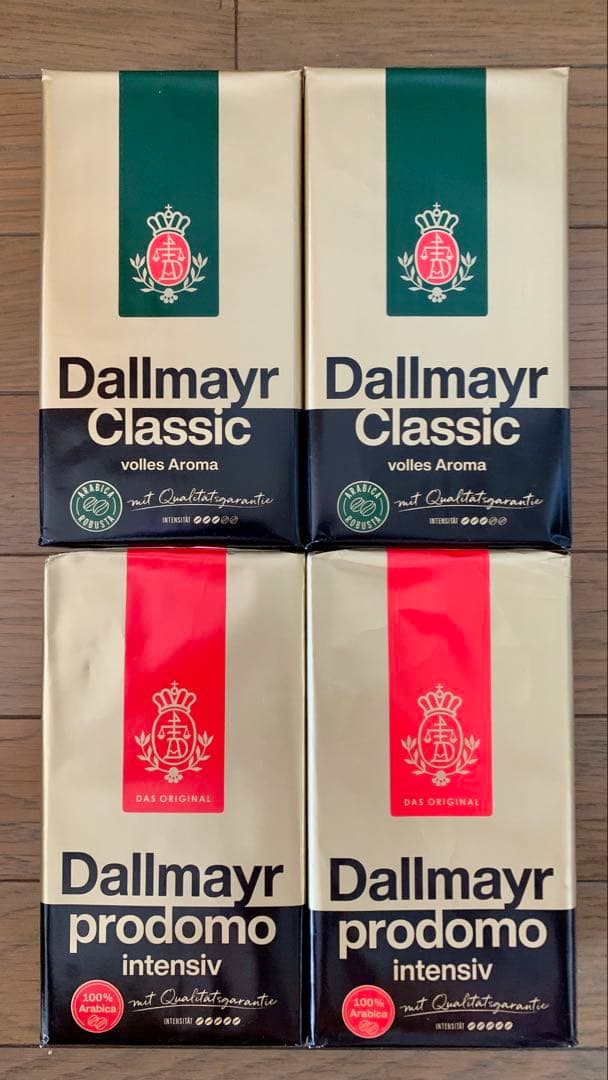 Dallmayr
Classic
volles Aroma
ARABICA
ROBUSTA
mit Qualitätsgarantie
INTENSITÄT
Dallmayr
Classic
volles Aroma
ARABICA
ROBUSTA
mit Qualitätsgarantie
INTENSITÄT
DAS ORIGINAL
Dallmayr
prodomo
intensiv
100%
Arabica
mit Qualitätsgarantie
INTENSITÄT
DAS ORIGINAL
Dallmayr
prodomo
intensiv
100%
Arabica
mit Qualitätsgarantie
INTENSITÄT